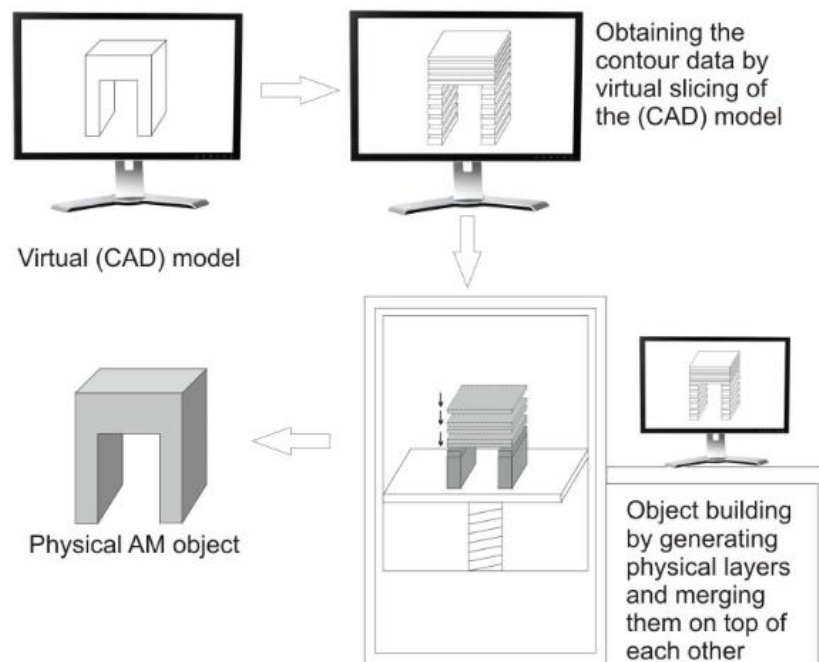 Obtaining the
contour data by
virtual slicing of
the (CAD) model
Virtual (CAD) model
Physical AM object
Object building
by generating
physical layers
and merging
them on top of
each other